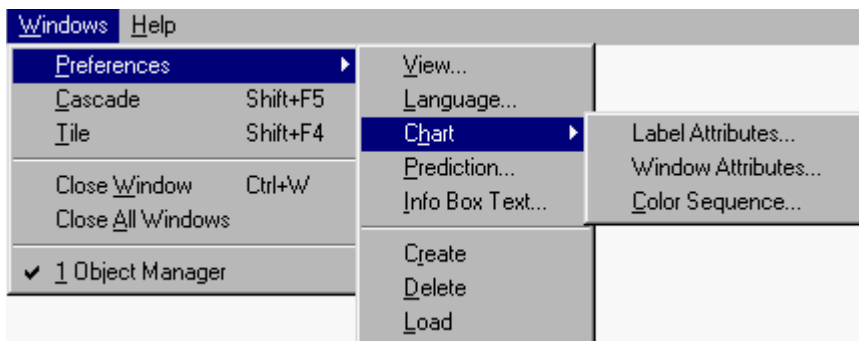 Windows Help
Preferences
Cascade Shift+F5
Tile Shift+F4
Close Window Ctrl+W
Close All Windows
1 Object Manager
View...
Language...
Chart
Prediction...
Info Box Text...
Create
Delete
Load
Label Attributes...
Window Attributes...
Color Sequence...